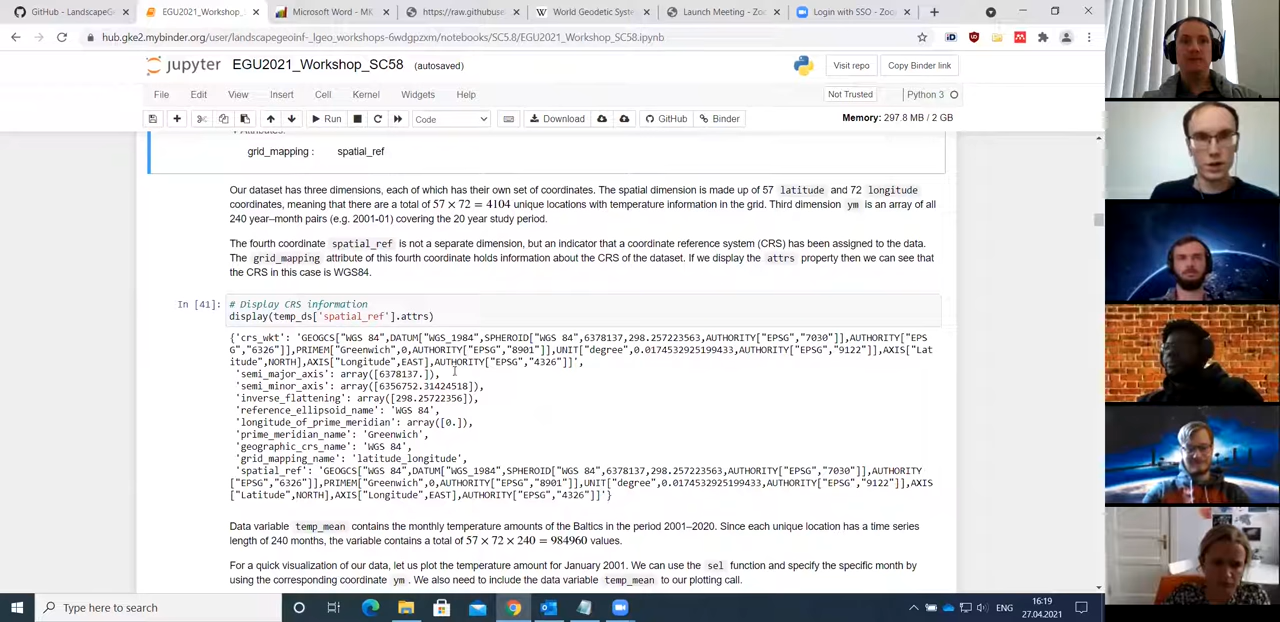 GitHub - LandscapeGeoi
EGU2021_Workshop_S
Microsoft Word - MK
https://raw.githubuse
World Geodetic Syste
Launch Meeting - Zoo
Login with SSO - Zoo
hub.gke2.mybinder.org/user/landscapegeoinf-_lgeo_workshops-6wdgpzxm/notebooks/SC5.8/EGU2021_Workshop_SC58.ipynb
jupyter EGU2021_Workshop_SC58 (autosaved) Visit repo Copy Binder link
File Edit View Insert Cell Kernel Widgets Help Not Trusted Python 3
Run Code Download GitHub Binder Memory: 297.8 MB / 2 GB
Attributes:
grid_mapping : spatial_ref
Our dataset has three dimensions, each of which has their own set of coordinates. The spatial dimension is made up of 57 latitude and 72 longitude
coordinates, meaning that there are a total of 57 × 72 = 4104 unique locations with temperature information in the grid. Third dimension ym is an array of all
240 year–month pairs (e.g. 2001-01) covering the 20 year study period.
The fourth coordinate spatial_ref is not a separate dimension, but an indicator that a coordinate reference system (CRS) has been assigned to the data.
The grid_mapping attribute of this fourth coordinate holds information about the CRS of the dataset. If we display the attrs property then we can see that
the CRS in this case is WGS84.
In [41]: # Display CRS information
display(temp_ds['spatial_ref'].attrs)
{'crs_wkt': 'GEOGCS["WGS 84",DATUM["WGS_1984",SPHEROID["WGS 84",6378137,298.257223563,AUTHORITY["EPSG","7030"]],AUTHORITY["EPS
G","6326"]],PRIMEM["Greenwich",0,AUTHORITY["EPSG","8901"]],UNIT["degree",0.0174532925199433,AUTHORITY["EPSG","9122"]],AXIS["Lat
itude",NORTH],AXIS["Longitude",EAST],AUTHORITY["EPSG","4326"]]',
'semi_major_axis': array([6378137.]),
'semi_minor_axis': array([6356752.31424518]),
'inverse_flattening': array([298.25722356]),
'reference_ellipsoid_name': 'WGS 84',
'longitude_of_prime_meridian': array([0.]),
'prime_meridian_name': 'Greenwich',
'geographic_crs_name': 'WGS 84',
'grid_mapping_name': 'latitude_longitude',
'spatial_ref': 'GEOGCS["WGS 84",DATUM["WGS_1984",SPHEROID["WGS 84",6378137,298.257223563,AUTHORITY["EPSG","7030"]],AUTHORITY
["EPSG","6326"]],PRIMEM["Greenwich",0,AUTHORITY["EPSG","8901"]],UNIT["degree",0.0174532925199433,AUTHORITY["EPSG","9122"]],AXIS
["Latitude",NORTH],AXIS["Longitude",EAST],AUTHORITY["EPSG","4326"]]'}
Data variable temp_mean contains the monthly temperature amounts of the Baltics in the period 2001–2020. Since each unique location has a time series
length of 240 months, the variable contains a total of 57 × 72 × 240 = 984960 values.
For a quick visualization of our data, let us plot the temperature amount for January 2001. We can use the sel function and specify the specific month by
using the corresponding coordinate ym . We also need to include the data variable temp_mean to our plotting call.
Type here to search
ENG
16:19
27.04.2021